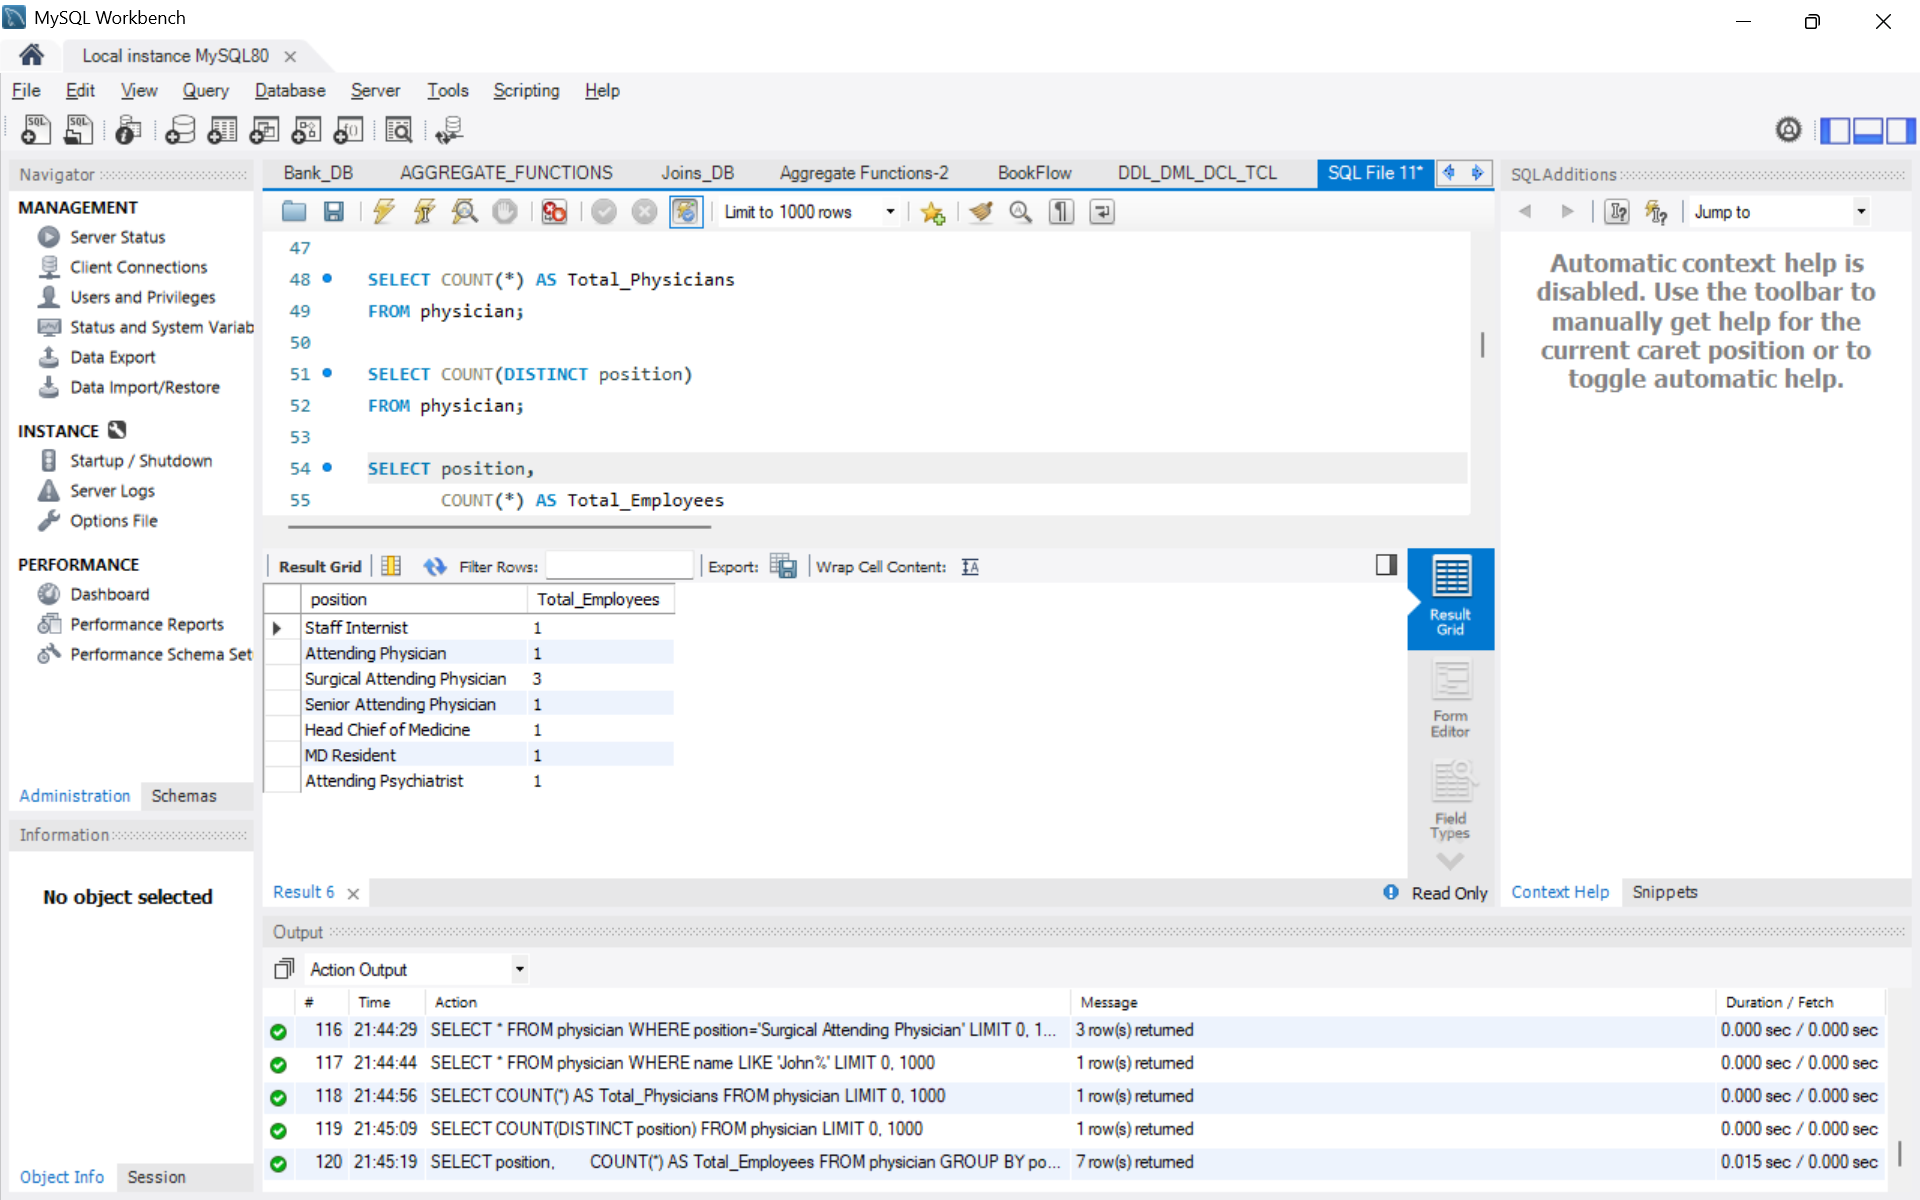 MySQL Workbench
Local instance MySQL80
File Edit View Query Database Server Tools Scripting Help
Navigator
MANAGEMENT
Server Status
Client Connections
Users and Privileges
Status and System Variab
Data Export
Data Import/Restore
INSTANCE
Startup / Shutdown
Server Logs
Options File
PERFORMANCE
Dashboard
Performance Reports
Performance Schema Set
Administration Schemas
Information
No object selected
Object Info Session
Bank_DB AGGREGATE_FUNCTIONS Joins_DB Aggregate Functions-2 BookFlow DDL_DML_DCL_TCL SQL File 11*
Limit to 1000 rows
47
48 SELECT COUNT(*) AS Total_Physicians
49 FROM physician;
50
51 SELECT COUNT(DISTINCT position)
52 FROM physician;
53
54 SELECT position,
55 COUNT(*) AS Total_Employees
Result Grid Filter Rows: Export: Wrap Cell Content:
position Total_Employees
Staff Internist 1
Attending Physician 1
Surgical Attending Physician 3
Senior Attending Physician 1
Head Chief of Medicine 1
MD Resident 1
Attending Psychiatrist 1
Result
Grid
Form
Editor
Field
Types
Result 6 Read Only
SQLAdditions
Jump to
Automatic context help is
disabled. Use the toolbar to
manually get help for the
current caret position or to
toggle automatic help.
Context Help Snippets
Output
Action Output
# Time Action Message Duration / Fetch
116 21:44:29 SELECT * FROM physician WHERE position='Surgical Attending Physician' LIMIT 0, 1... 3 row(s) returned 0.000 sec / 0.000 sec
117 21:44:44 SELECT * FROM physician WHERE name LIKE 'John%' LIMIT 0, 1000 1 row(s) returned 0.000 sec / 0.000 sec
118 21:44:56 SELECT COUNT(*) AS Total_Physicians FROM physician LIMIT 0, 1000 1 row(s) returned 0.000 sec / 0.000 sec
119 21:45:09 SELECT COUNT(DISTINCT position) FROM physician LIMIT 0, 1000 1 row(s) returned 0.000 sec / 0.000 sec
120 21:45:19 SELECT position, COUNT(*) AS Total_Employees FROM physician GROUP BY po... 7 row(s) returned 0.015 sec / 0.000 sec